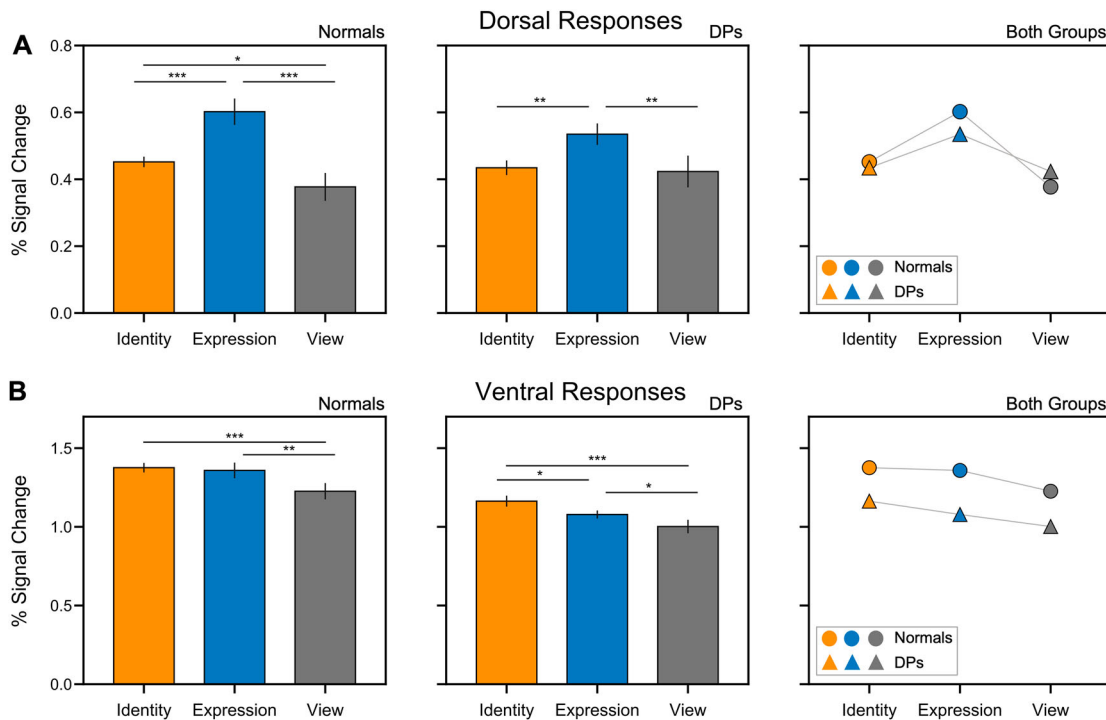 A
Dorsal Responses
Normals
DPs
Both Groups
% Signal Change
0.8
0.6
0.4
0.2
0.0
*
*** ***
** **
Normals
DPs
Identity Expression View
Identity Expression View
Identity Expression View
B
Ventral Responses
Normals
DPs
Both Groups
% Signal Change
1.5
1.0
0.5
0.0
***
**
***
* *
Normals
DPs
Identity Expression View
Identity Expression View
Identity Expression View